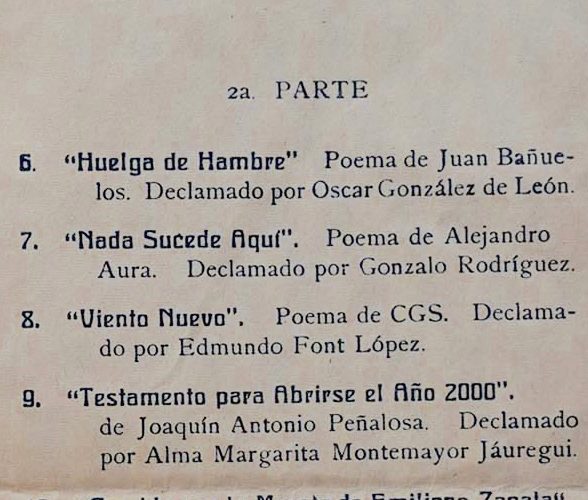 2a. PARTE
6. "Huelga de Hambre" Poema de Juan Bañue-
los. Declamado por Oscar González de León.
7. "Nada Sucede Aquí". Poema de Alejandro
Aura. Declamado por Gonzalo Rodríguez.
8. "Viento Nuevo". Poema de CGS. Declama-
do por Edmundo Font López.
9. "Testamento para Abrirse el Año 2000".
de Joaquín Antonio Peñalosa. Declamado
por Alma Margarita Montemayor Jáuregui.
de Emiliano Zapata"